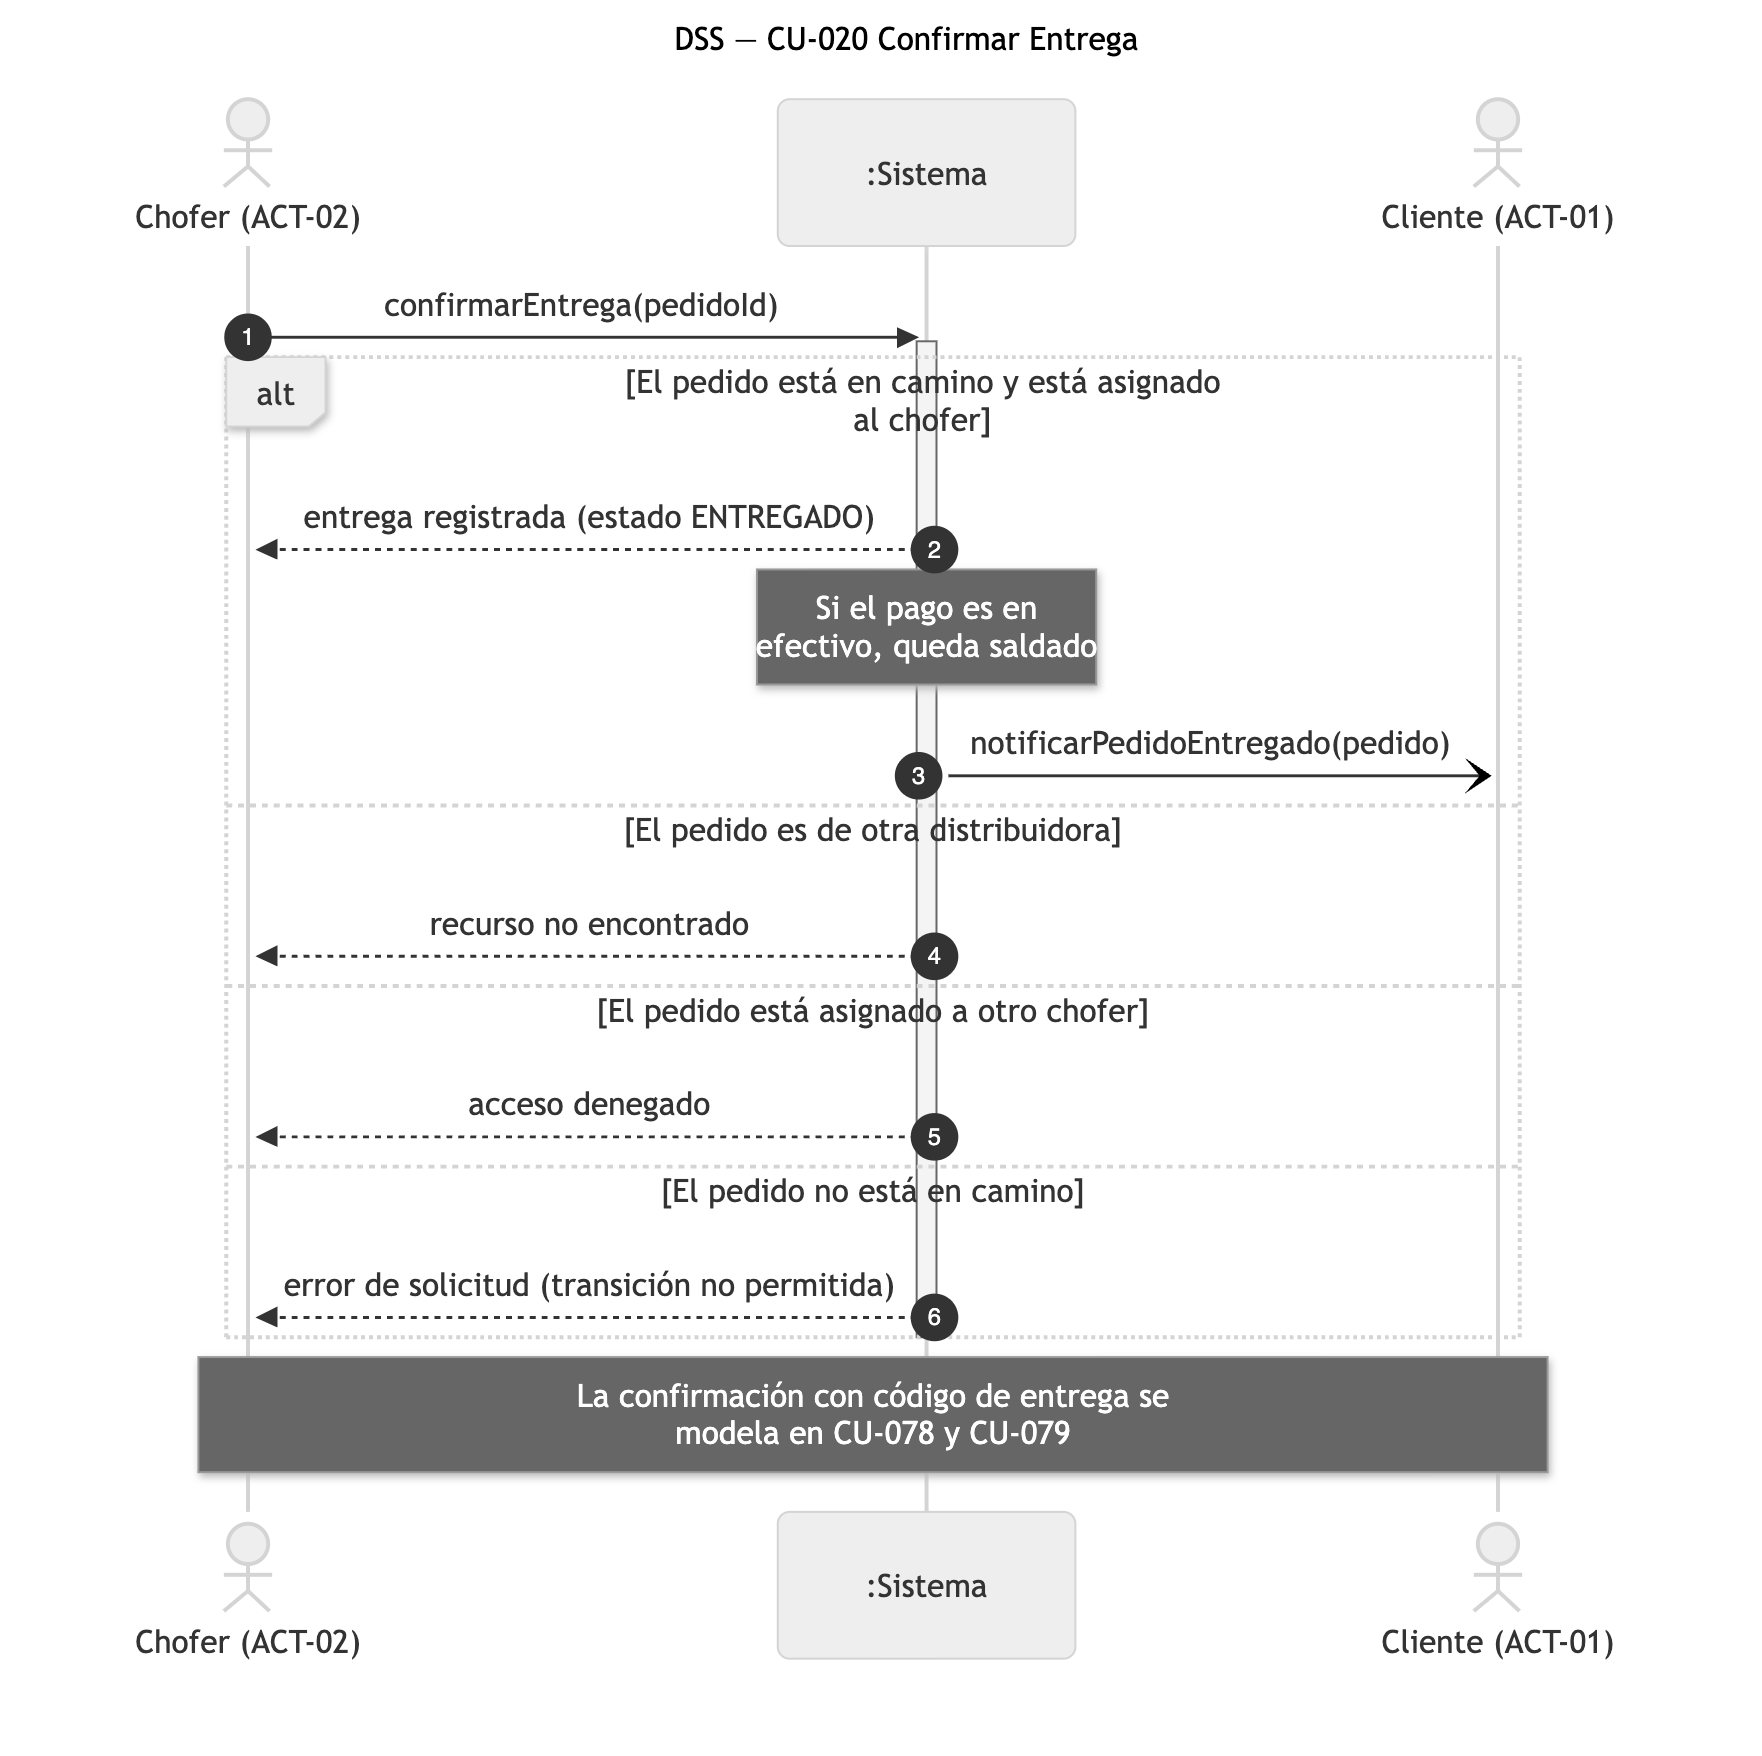 DSS — CU-020 Confirmar Entrega
:Sistema
Chofer (ACT-02)
Cliente (ACT-01)
confirmarEntrega(pedidoId)
1
alt
[El pedido está en camino y está asignado
al chofer]
entrega registrada (estado ENTREGADO)
2
Si el pago es en
efectivo, queda saldado
notificarPedidoEntregado(pedido)
3
[El pedido es de otra distribuidora]
recurso no encontrado
4
[El pedido está asignado a otro chofer]
acceso denegado
5
[El pedido no está en camino]
error de solicitud (transición no permitida)
6
La confirmación con código de entrega se
modela en CU-078 y CU-079
:Sistema
Chofer (ACT-02)
Cliente (ACT-01)